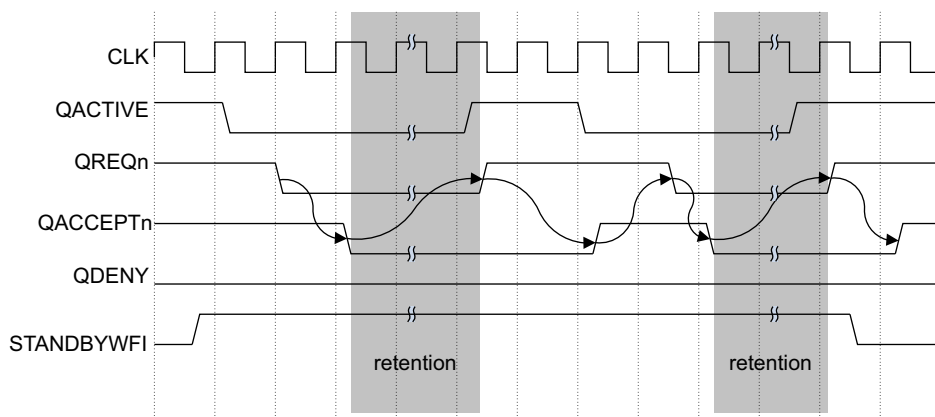 CLK
QACTIVE
QREQn
QACCEPTn
QDENY
STANDBYWFI
retention
retention